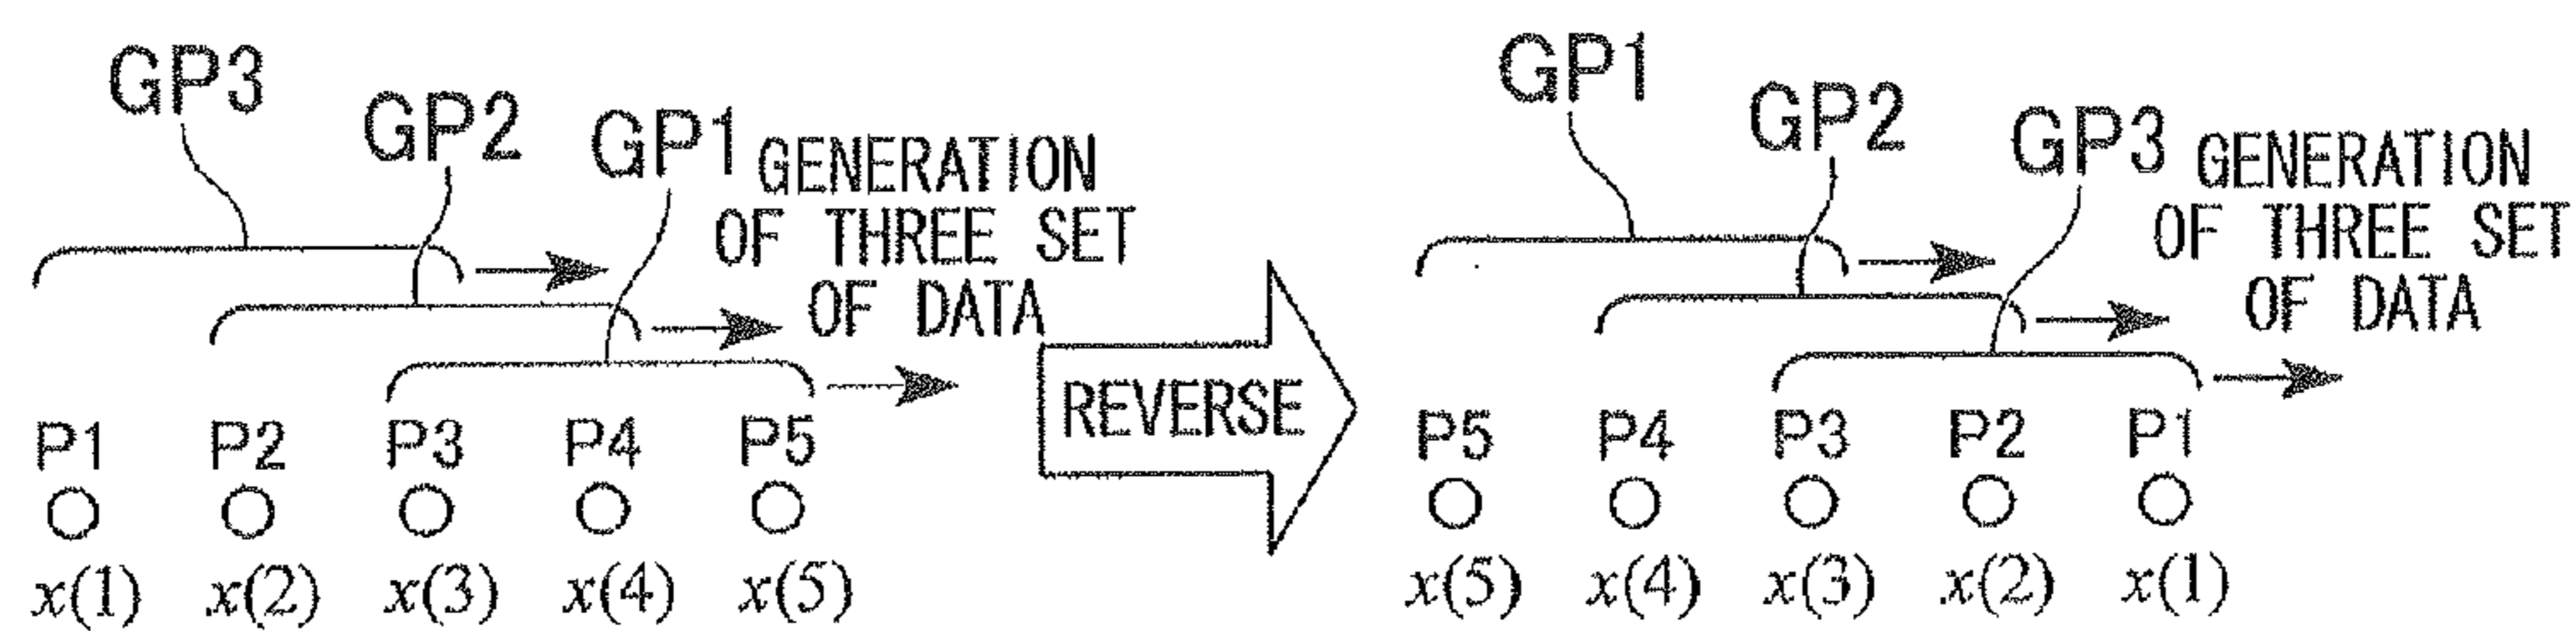 GP3
GP2
GP1
GENERATION
OF THREE SET
OF DATA
P1 P2 P3 P4 P5
x(1) x(2) x(3) x(4) x(5)
REVERSE
GP1
GP2
GP3
GENERATION
OF THREE SET
OF DATA
P5 P4 P3 P2 P1
x(5) x(4) x(3) x(2) x(1)